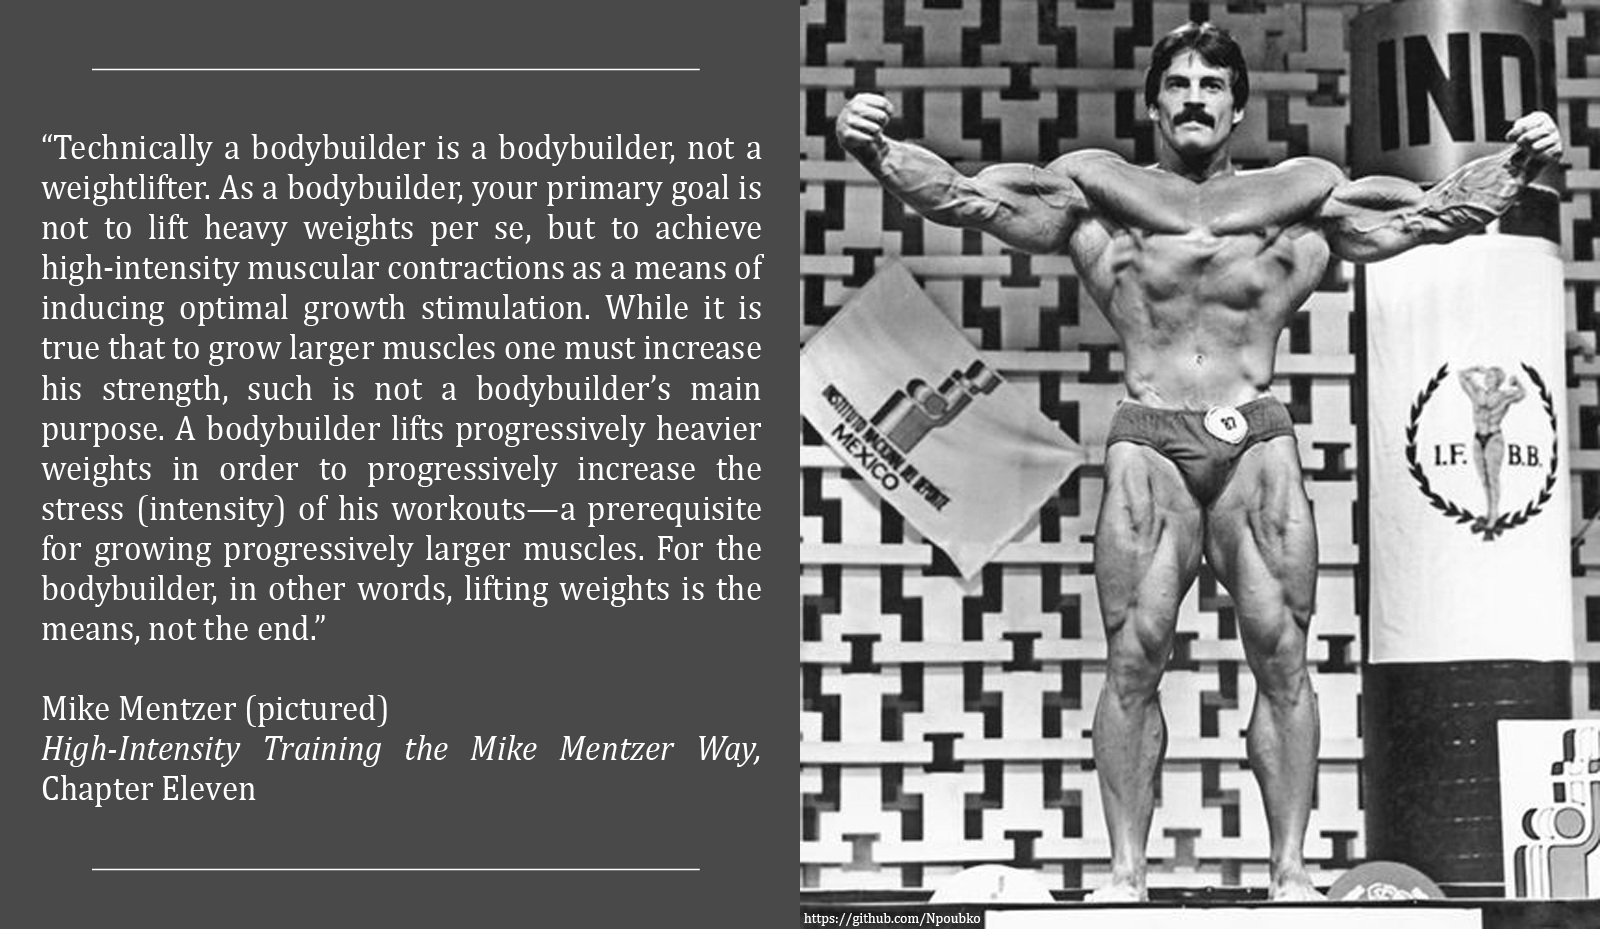 “Technically a bodybuilder is a bodybuilder, not a
weightlifter. As a bodybuilder, your primary goal is
not to lift heavy weights per se, but to achieve
high-intensity muscular contractions as a means of
inducing optimal growth stimulation. While it is
true that to grow larger muscles one must increase
his strength, such is not a bodybuilder’s main
purpose. A bodybuilder lifts progressively heavier
weights in order to progressively increase the
stress (intensity) of his workouts—a prerequisite
for growing progressively larger muscles. For the
bodybuilder, in other words, lifting weights is the
means, not the end.”
Mike Mentzer (pictured)
High-Intensity Training the Mike Mentzer Way,
Chapter Eleven
IND
INSTITUTO NACIONAL DEL DEPORTE
MEXICO
87
I.F. B.B.
https://github.com/Npoubko